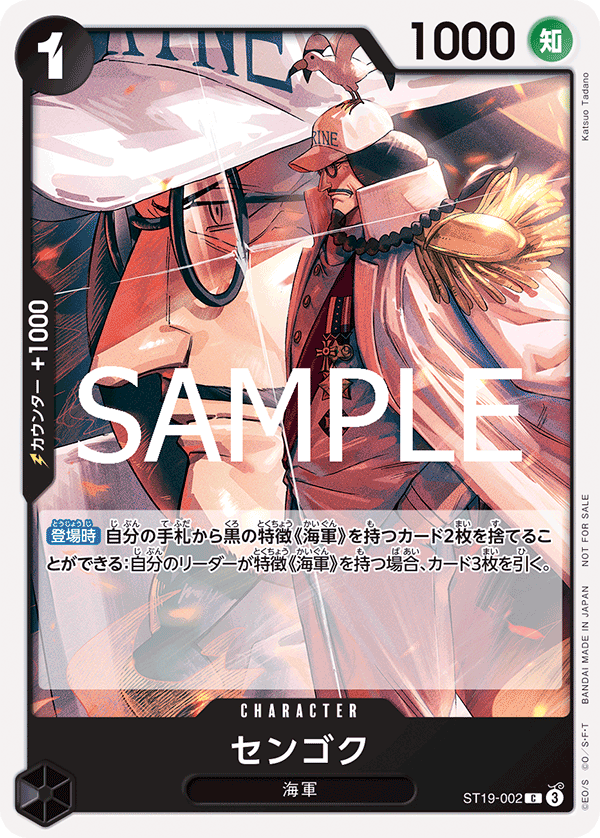 1
1000
知
RINE
RINE
カウンター +1000
SAMPLE
登場時 自分の手札から黒の特徴《海軍》を持つカード2枚を捨てるこ
とができる:自分のリーダーが特徴《海軍》を持つ場合、カード3枚を引く。
CHARACTER
センゴク
海軍
ST19-002 C 3
Katsuo Tadano
NOT FOR SALE
BANDAI MADE IN JAPAN
©E.O/S ©O/S・F・T